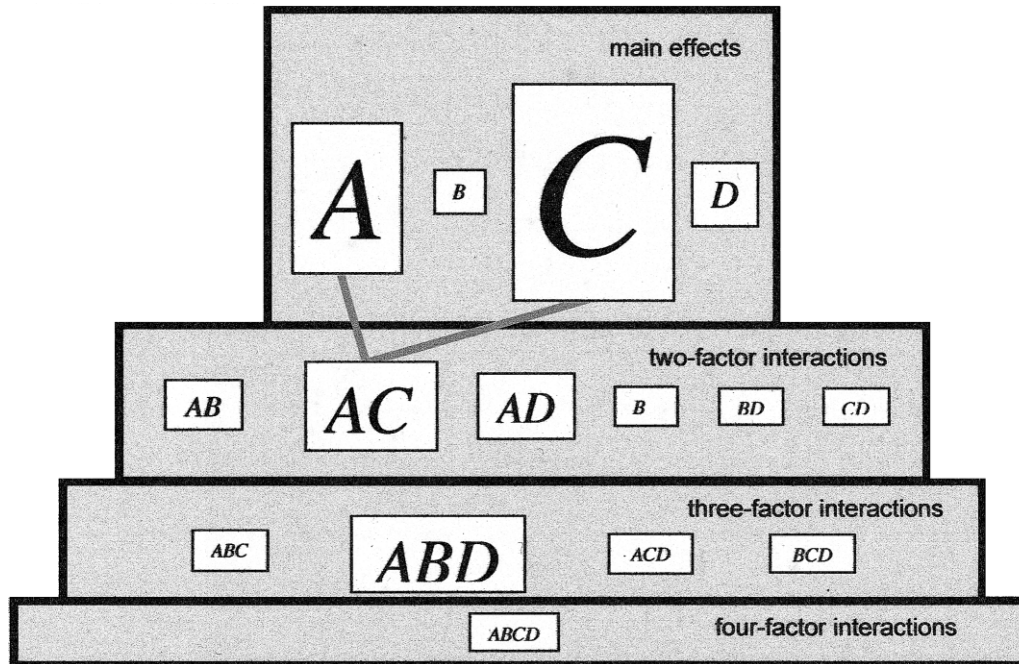 main effects
A B C D
two-factor interactions
AB AC AD B BD CD
three-factor interactions
ABC ABD ACD BCD
ABCD four-factor interactions